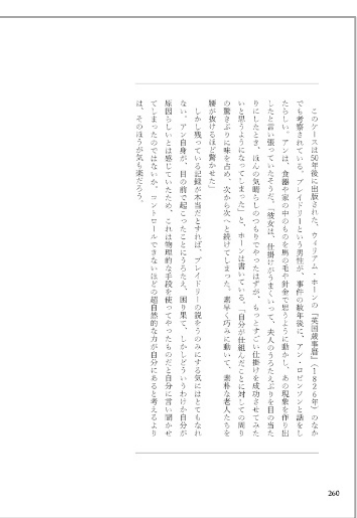 このケースは50年後に出版された、ウィリアム・ホーンの『英国歳事暦』（1826年）のなか
でも考察されている。ブレイドリーという男性が、事件の数年後に、アン・ロビンソンと話をし
たらしい。アンは、食器や家の中のものを馬の毛や針金で思うように動かし、あの現象を作り出
したと言い張っていたそうだ。「彼女は、仕掛けがうまくいって、夫人のうろたえぶりを目の当た
りにしたとき、ほんの気晴らしのつもりでやったはずが、もっとすごい仕掛けを成功させてみた
いと思うようになってしまった」と、ホーンは書いている。「自分が仕組んだことに対しての周り
の驚きぶりに味を占め、次から次へと続けてしまった。素早く巧みに動いて、素朴な老人たちを
腰が抜けるほど驚かせた」
しかし残っている記録が本当だとすれば、ブレイドリーの説をうのみにする気にはとてもなれ
ない。アン自身が、目の前で起こったことにうろたえ、困り果て、しかしどういうわけか自分が
原因らしいとは感じていたため、これは物理的な手段を使ってやったものだと自分に言い聞かせ
てしまったのではないか。コントロールできないほどの超自然的な力が自分にあると考えるより
は、そのほうが気も楽だろう。
260